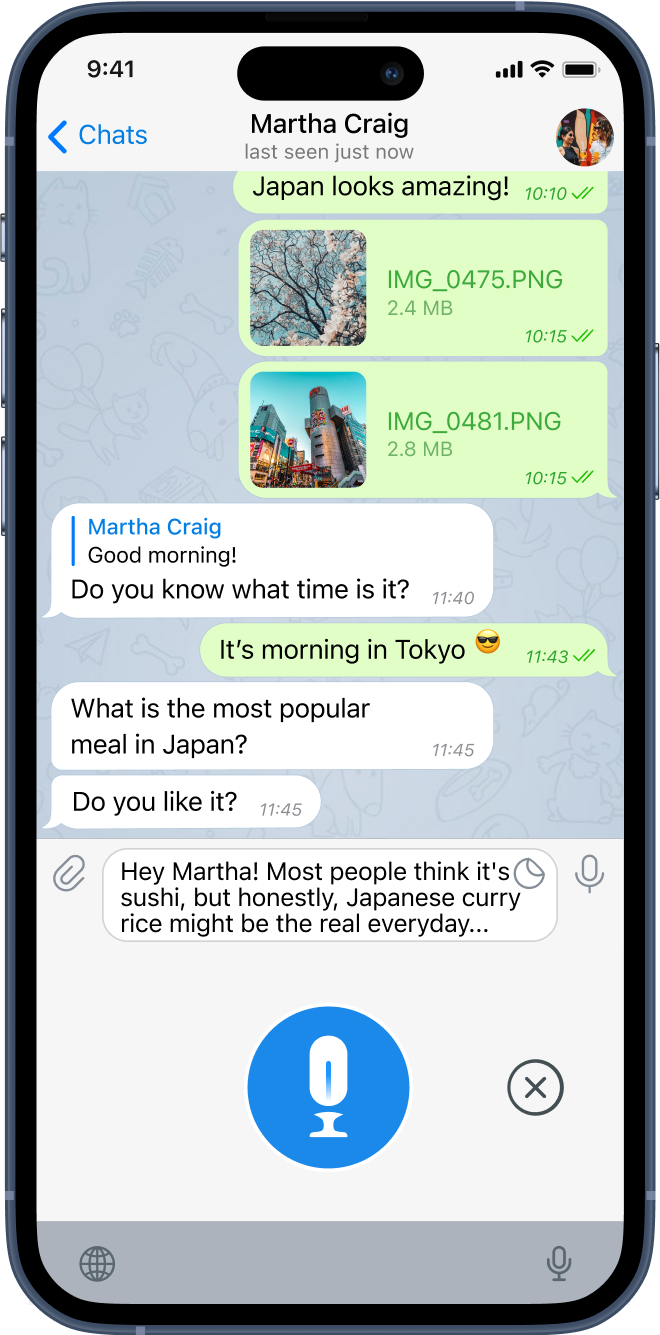 9:41
Chats
Martha Craig
last seen just now
Japan looks amazing! 10:10
IMG_0475.PNG
2.4 MB
10:15
IMG_0481.PNG
2.8 MB
10:15
Martha Craig
Good morning!
Do you know what time is it? 11:40
It’s morning in Tokyo 😎 11:43
What is the most popular
meal in Japan? 11:45
Do you like it? 11:45
Hey Martha! Most people think it's
sushi, but honestly, Japanese curry
rice might be the real everyday...